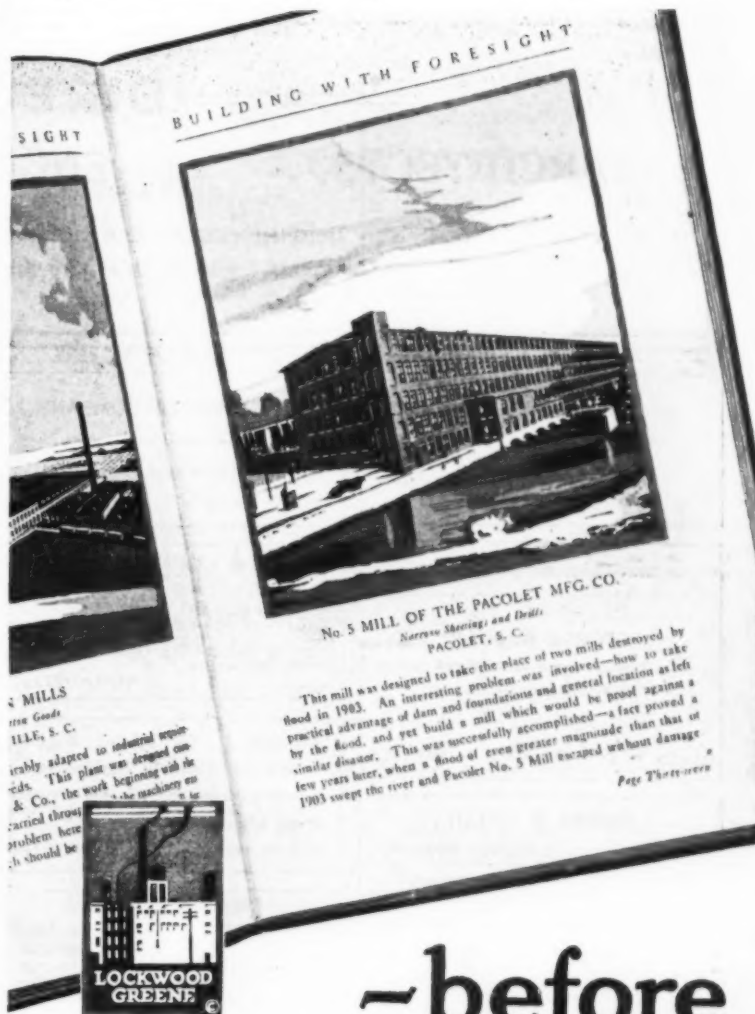 SIGHT
N MILLS
Cotton Goods
ILLE, S. C.
rably adapted to industrial
eds. This plant was designed
& Co., the work beginning with the
carried the machinery
problem here
h should be
BUILDING WITH FORESIGHT
No. 5 MILL OF THE PACOLET MFG. CO.
Narrow Sheetings and Drills
PACOLET, S. C.
This mill was designed to take the place of two mills destroyed by
flood in 1903. An interesting problem was involved—how to take
practical advantage of dam and foundations and general location as left
by the flood, and yet build a mill which would be proof against a
similar disaster. This was successfully accomplished—a fact proved a
few years later, when a flood of even greater magnitude than that of
1903 swept the river and Pacolet No. 5 Mill escaped without damage
Page Thirty-seven
LOCKWOOD
GREENE
©
~before